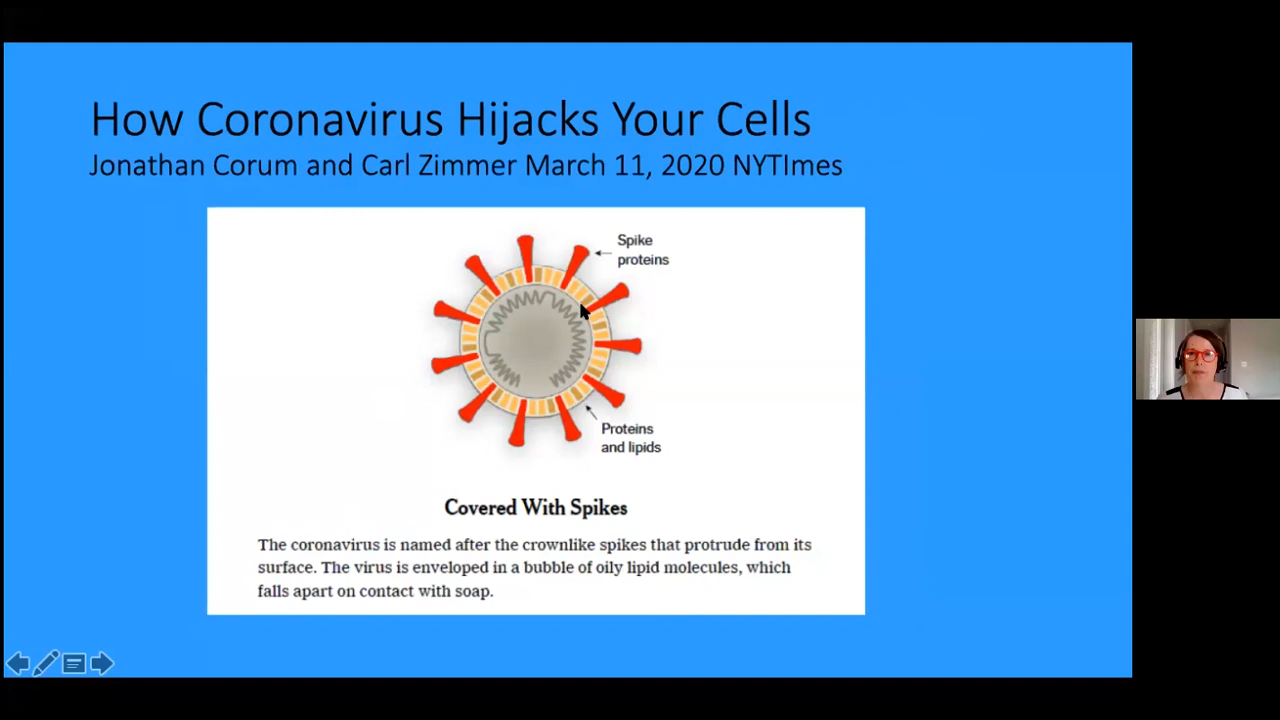 How Coronavirus Hijacks Your Cells
Jonathan Corum and Carl Zimmer March 11, 2020 NYTImes
Spike
proteins
Proteins
and lipids
Covered With Spikes
The coronavirus is named after the crownlike spikes that protrude from its
surface. The virus is enveloped in a bubble of oily lipid molecules, which
falls apart on contact with soap.